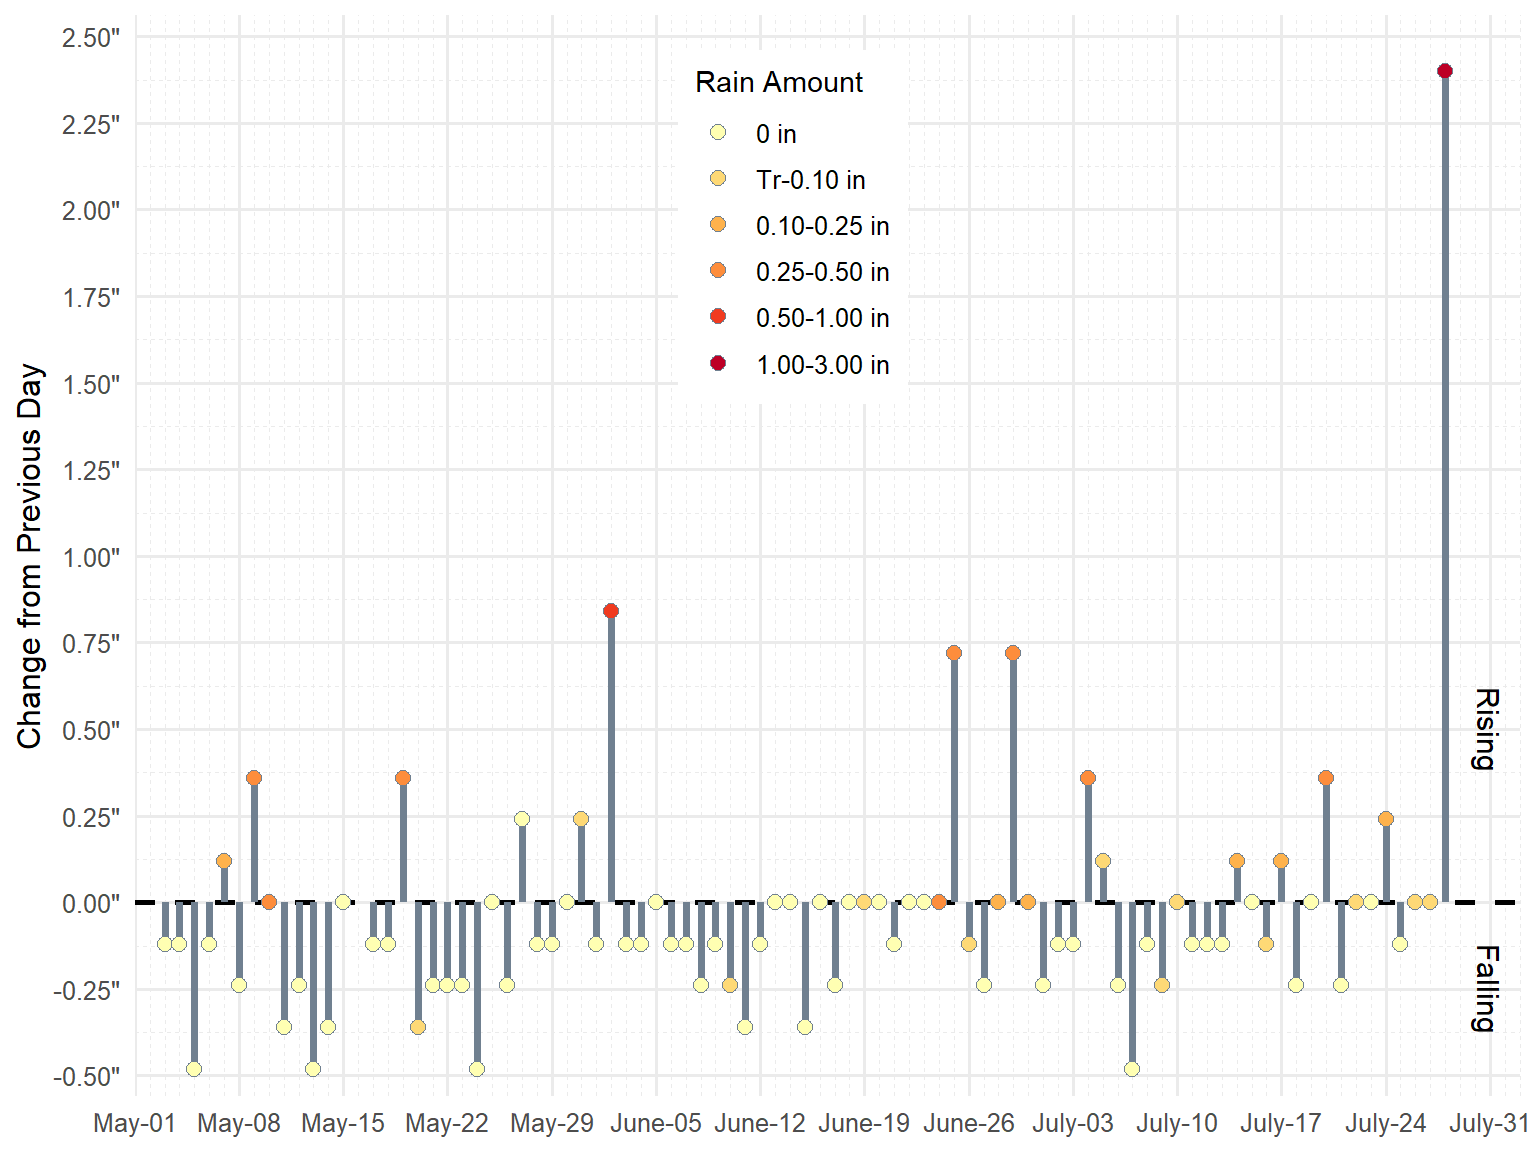 2.50"
2.25"
2.00"
1.75"
1.50"
1.25"
1.00"
0.75"
0.50"
0.25"
0.00"
-0.25"
-0.50"
Change from Previous Day
Rain Amount
0 in
Tr-0.10 in
0.10-0.25 in
0.25-0.50 in
0.50-1.00 in
1.00-3.00 in
Rising
Falling
May-01 May-08 May-15 May-22 May-29 June-05 June-12 June-19 June-26 July-03 July-10 July-17 July-24 July-31